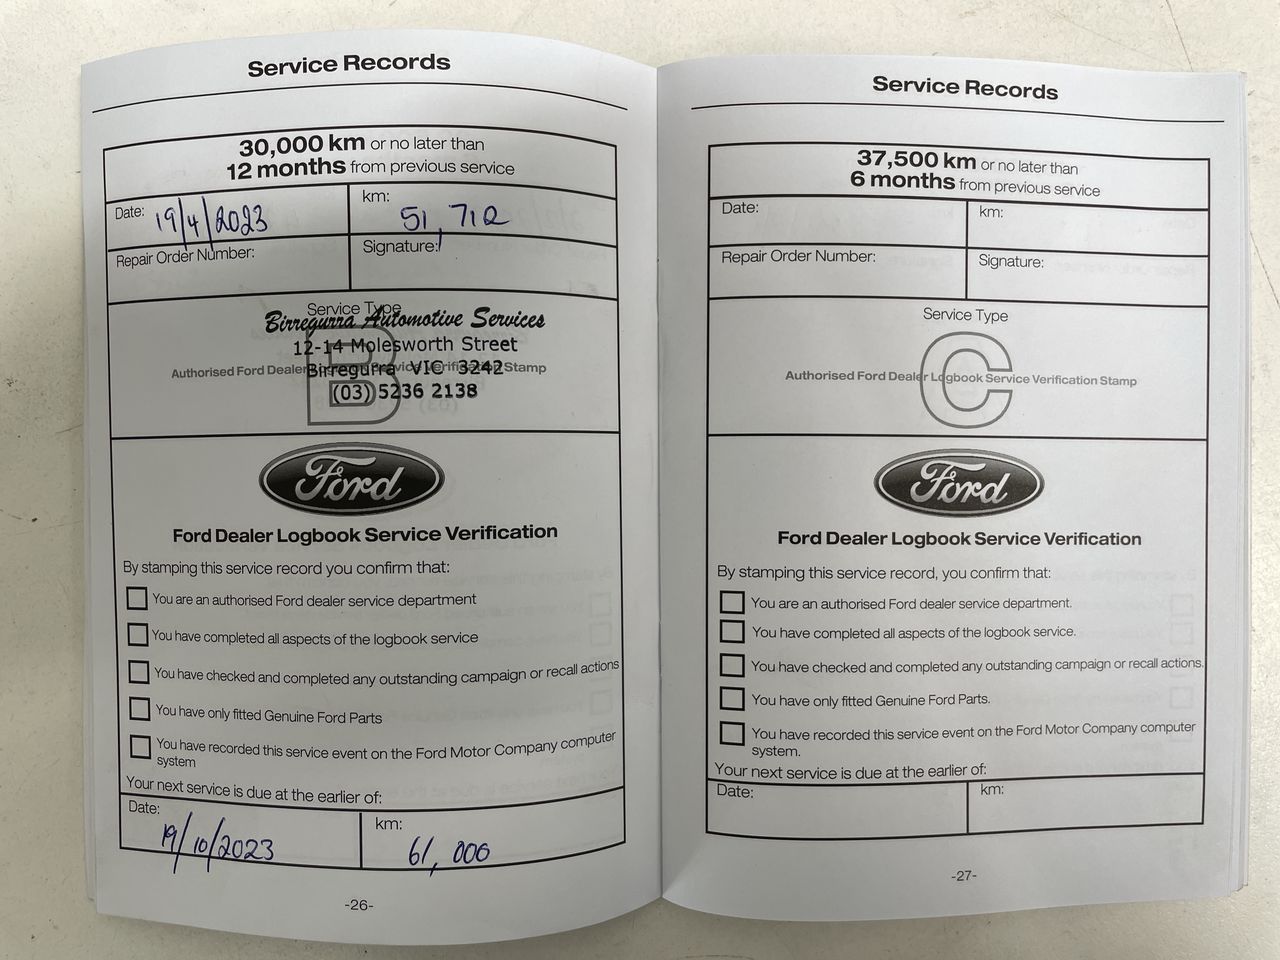 Service Records
30,000 km or no later than
12 months from previous service
Date: 19/4/2023
km: 51,712
Repair Order Number:
Signature:
Service Type
Birregurra Automotive Services
12-14 Molesworth Street
B
Authorised Ford Dealer Logbook Service Verification Stamp
Birregurra VIC 3242
(03) 5236 2138
Ford
Ford Dealer Logbook Service Verification
By stamping this service record you confirm that:
You are an authorised Ford dealer service department
You have completed all aspects of the logbook service
You have checked and completed any outstanding campaign or recall actions
You have only fitted Genuine Ford Parts
You have recorded this service event on the Ford Motor Company computer
system
Your next service is due at the earlier of:
Date: 19/10/2023
km: 61,000
-26-
Service Records
37,500 km or no later than
6 months from previous service
Date:
km:
Repair Order Number:
Signature:
Service Type
C
Authorised Ford Dealer Logbook Service Verification Stamp
Ford
Ford Dealer Logbook Service Verification
By stamping this service record, you confirm that:
You are an authorised Ford dealer service department.
You have completed all aspects of the logbook service.
You have checked and completed any outstanding campaign or recall actions.
You have only fitted Genuine Ford Parts.
You have recorded this service event on the Ford Motor Company computer
system.
Your next service is due at the earlier of:
Date:
km:
-27-